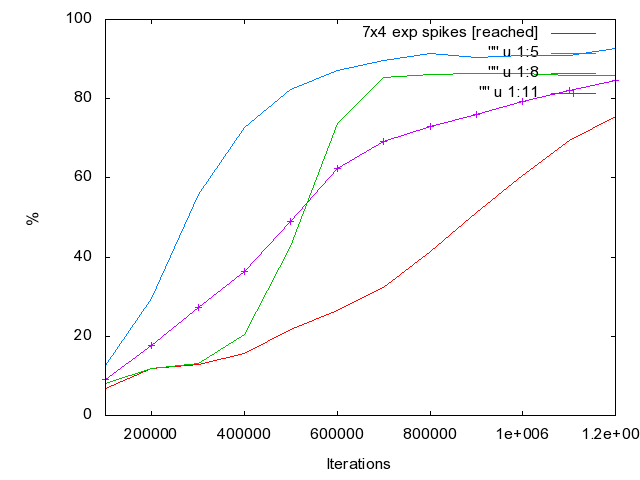 100
80
60
40
20
0
%
7x4 exp spikes [reached]
"" u 1:5
"" u 1:8
"" u 1:11
200000 400000 600000 800000 1e+006 1.2e+00
Iterations